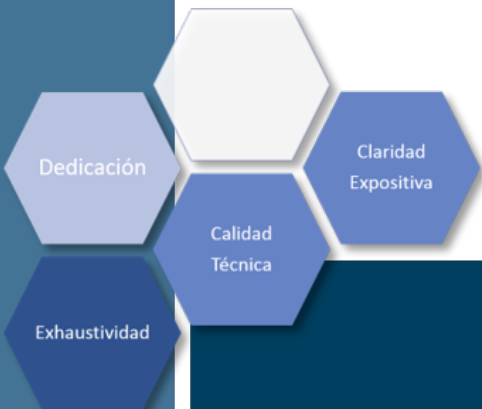 Dedicación
Claridad
Expositiva
Calidad
Técnica
Exhaustividad